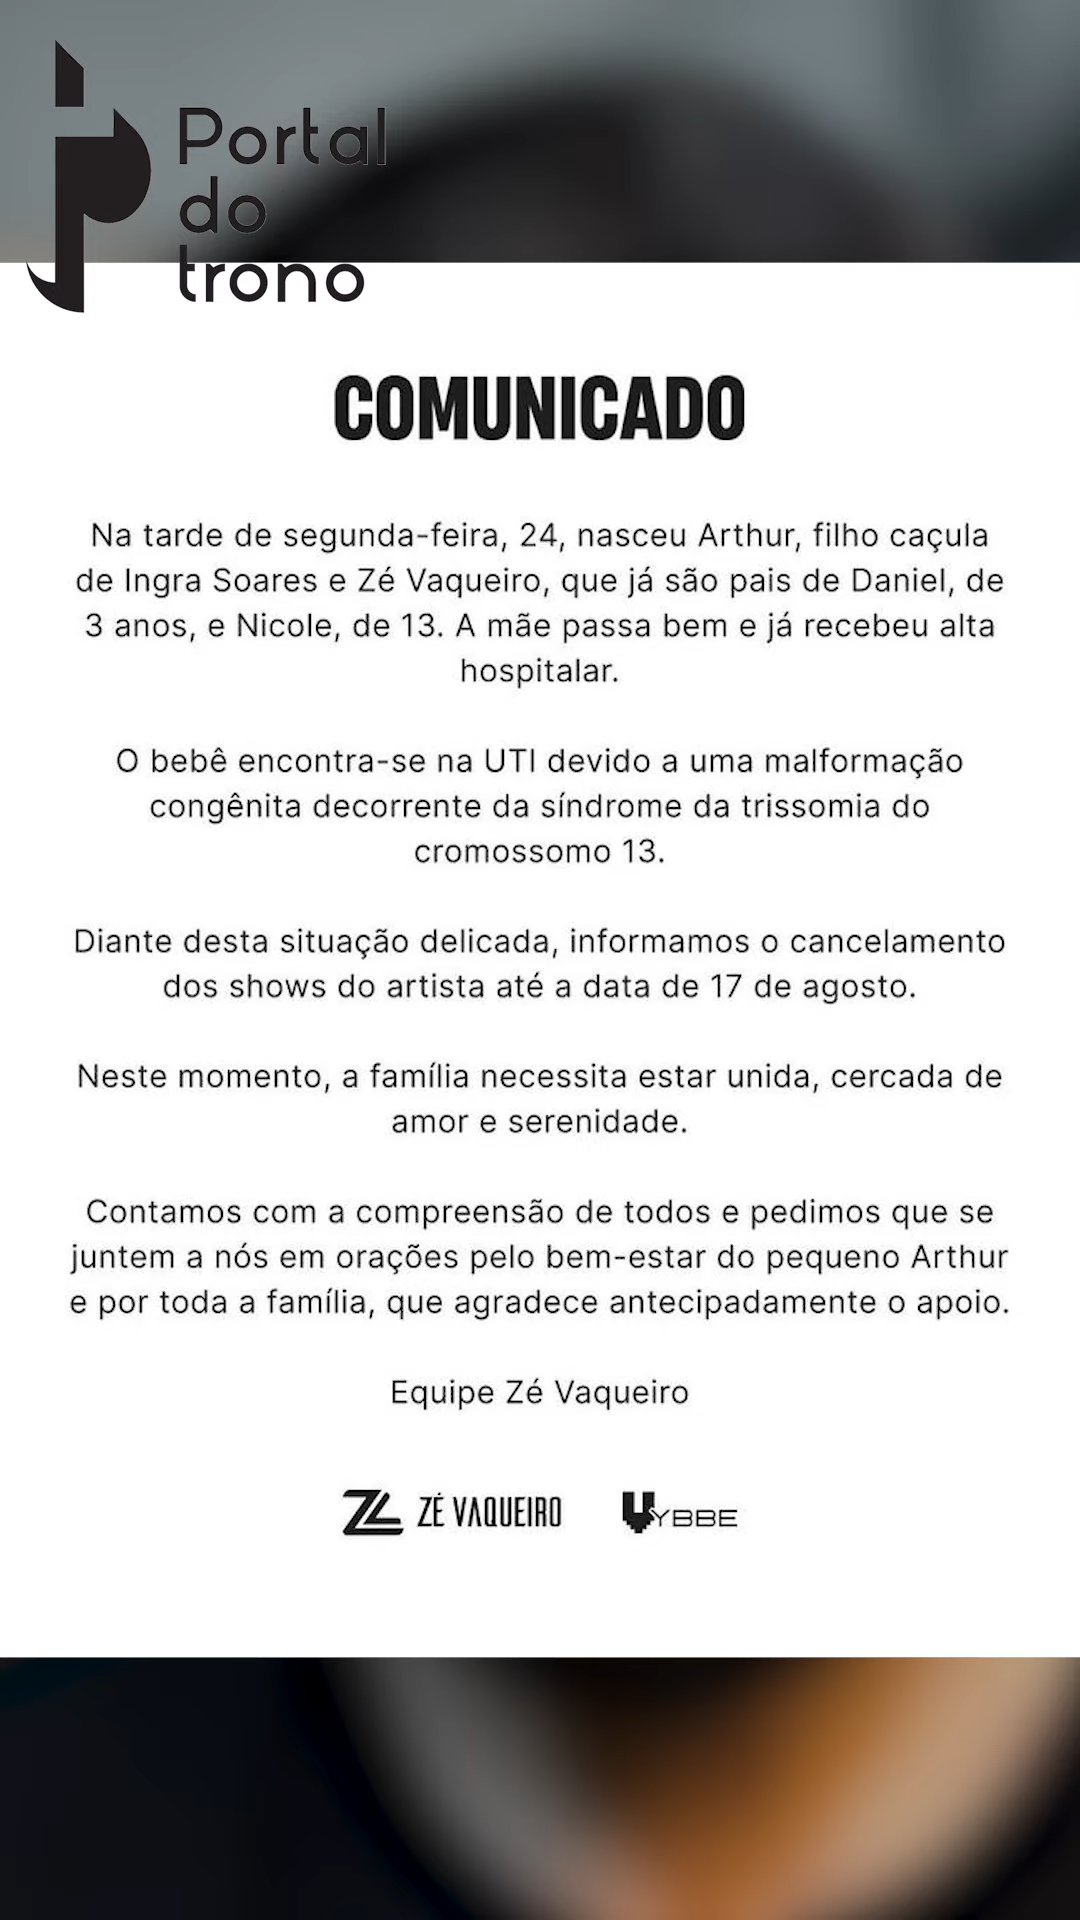 Portal
do
trono
COMUNICADO
Na tarde de segunda-feira, 24, nasceu Arthur, filho caçula
de Ingra Soares e Zé Vaqueiro, que já são pais de Daniel, de
3 anos, e Nicole, de 13. A mãe passa bem e já recebeu alta
hospitalar.
O bebê encontra-se na UTI devido a uma malformação
congênita decorrente da síndrome da trissomia do
cromossomo 13.
Diante desta situação delicada, informamos o cancelamento
dos shows do artista até a data de 17 de agosto.
Neste momento, a família necessita estar unida, cercada de
amor e serenidade.
Contamos com a compreensão de todos e pedimos que se
juntem a nós em orações pelo bem-estar do pequeno Arthur
e por toda a família, que agradece antecipadamente o apoio.
Equipe Zé Vaqueiro
ZÉ VAQUEIRO VYBBE